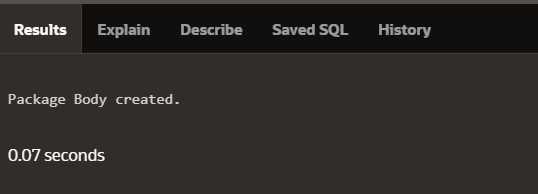 Results Explain Describe Saved SQL History
Package Body created.
0.07 seconds